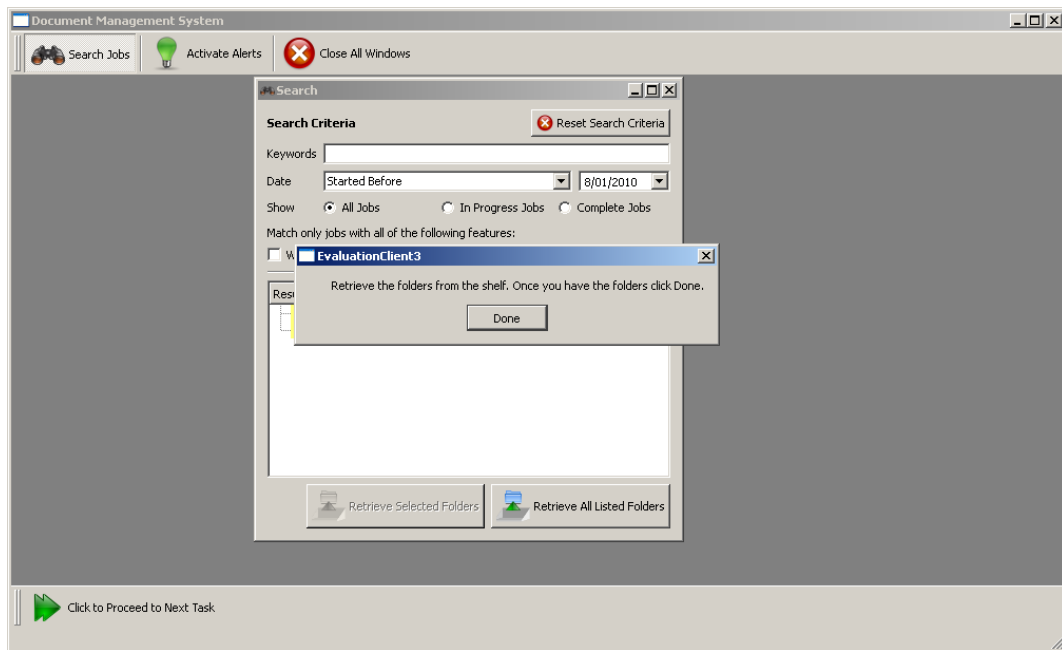 Document Management System
Search Jobs Activate Alerts Close All Windows
Search
Search Criteria Reset Search Criteria
Keywords
Date Started Before 8/01/2010
Show All Jobs In Progress Jobs Complete Jobs
Match only jobs with all of the following features:
EvaluationClient3
Retrieve the folders from the shelf. Once you have the folders click Done.
Done
Retrieve Selected Folders Retrieve All Listed Folders
Click to Proceed to Next Task